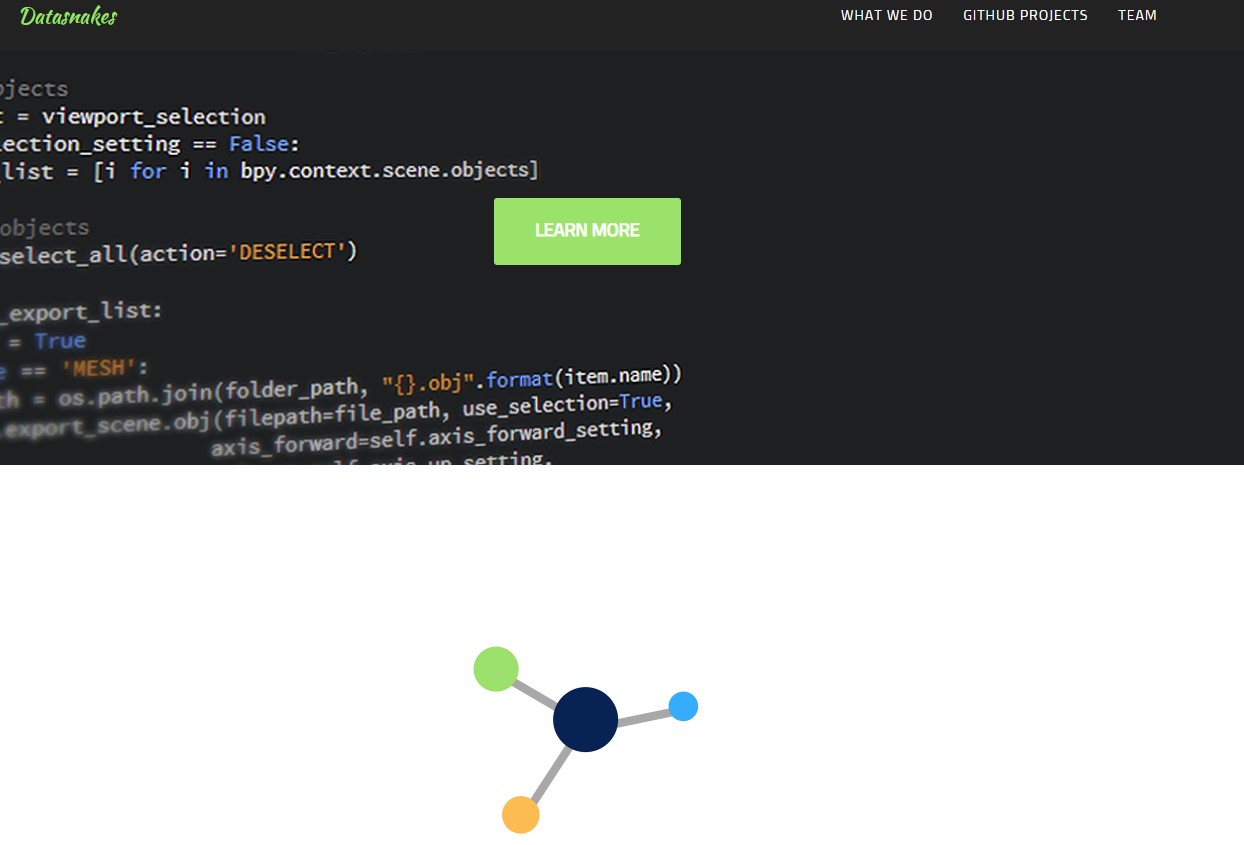 Datasnakes
WHAT WE DO
GITHUB PROJECTS
TEAM
objects
= viewport_selection
lection_setting == False:
_list = [i for i in bpy.context.scene.objects]
LEARN MORE
objects
select_all(action='DESELECT')
_export_list:
= True
== 'MESH':
th = os.path.join(folder_path, "{}.obj".format(item.name))
.export_scene.obj(filepath=file_path, use_selection=True,
axis_forward=self.axis_forward_setting,